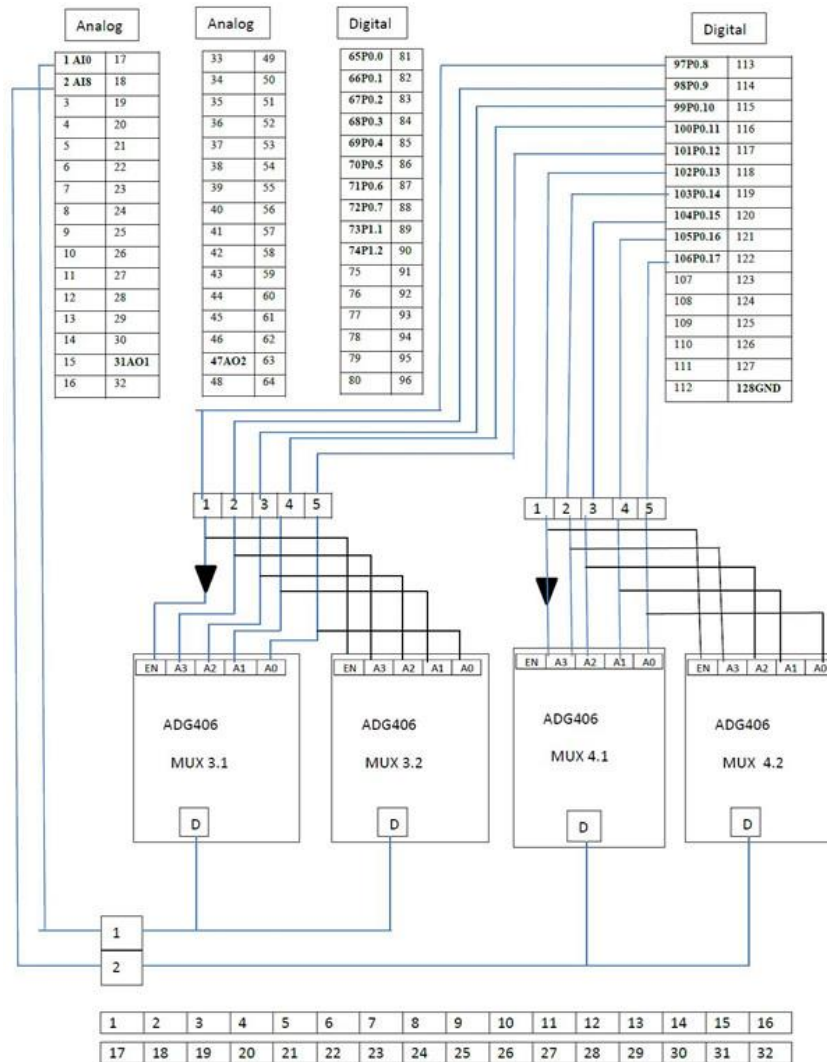 Analog Analog Digital Digital
1 AI0 17 33 49 65P0.0 81 97P0.8 113
2 AI8 18 34 50 66P0.1 82 98P0.9 114
3 19 35 51 67P0.2 83 99P0.10 115
4 20 36 52 68P0.3 84 100P0.11 116
5 21 37 53 69P0.4 85 101P0.12 117
6 22 38 54 70P0.5 86 102P0.13 118
7 23 39 55 71P0.6 87 103P0.14 119
8 24 40 56 72P0.7 88 104P0.15 120
9 25 41 57 73P1.1 89 105P0.16 121
10 26 42 58 74P1.2 90 106P0.17 122
11 27 43 59 75 91 107 123
12 28 44 60 76 92 108 124
13 29 45 61 77 93 109 125
14 30 46 62 78 94 110 126
15 31AO1 47AO2 63 79 95 111 127
16 32 48 64 80 96 112 128GND
1 2 3 4 5 1 2 3 4 5
EN A3 A2 A1 A0 EN A3 A2 A1 A0 EN A3 A2 A1 A0 EN A3 A2 A1 A0
ADG406 ADG406 ADG406 ADG406
MUX 3.1 MUX 3.2 MUX 4.1 MUX 4.2
D D D D
1
2
1 2 3 4 5 6 7 8 9 10 11 12 13 14 15 16
17 18 19 20 21 22 23 24 25 26 27 28 29 30 31 32